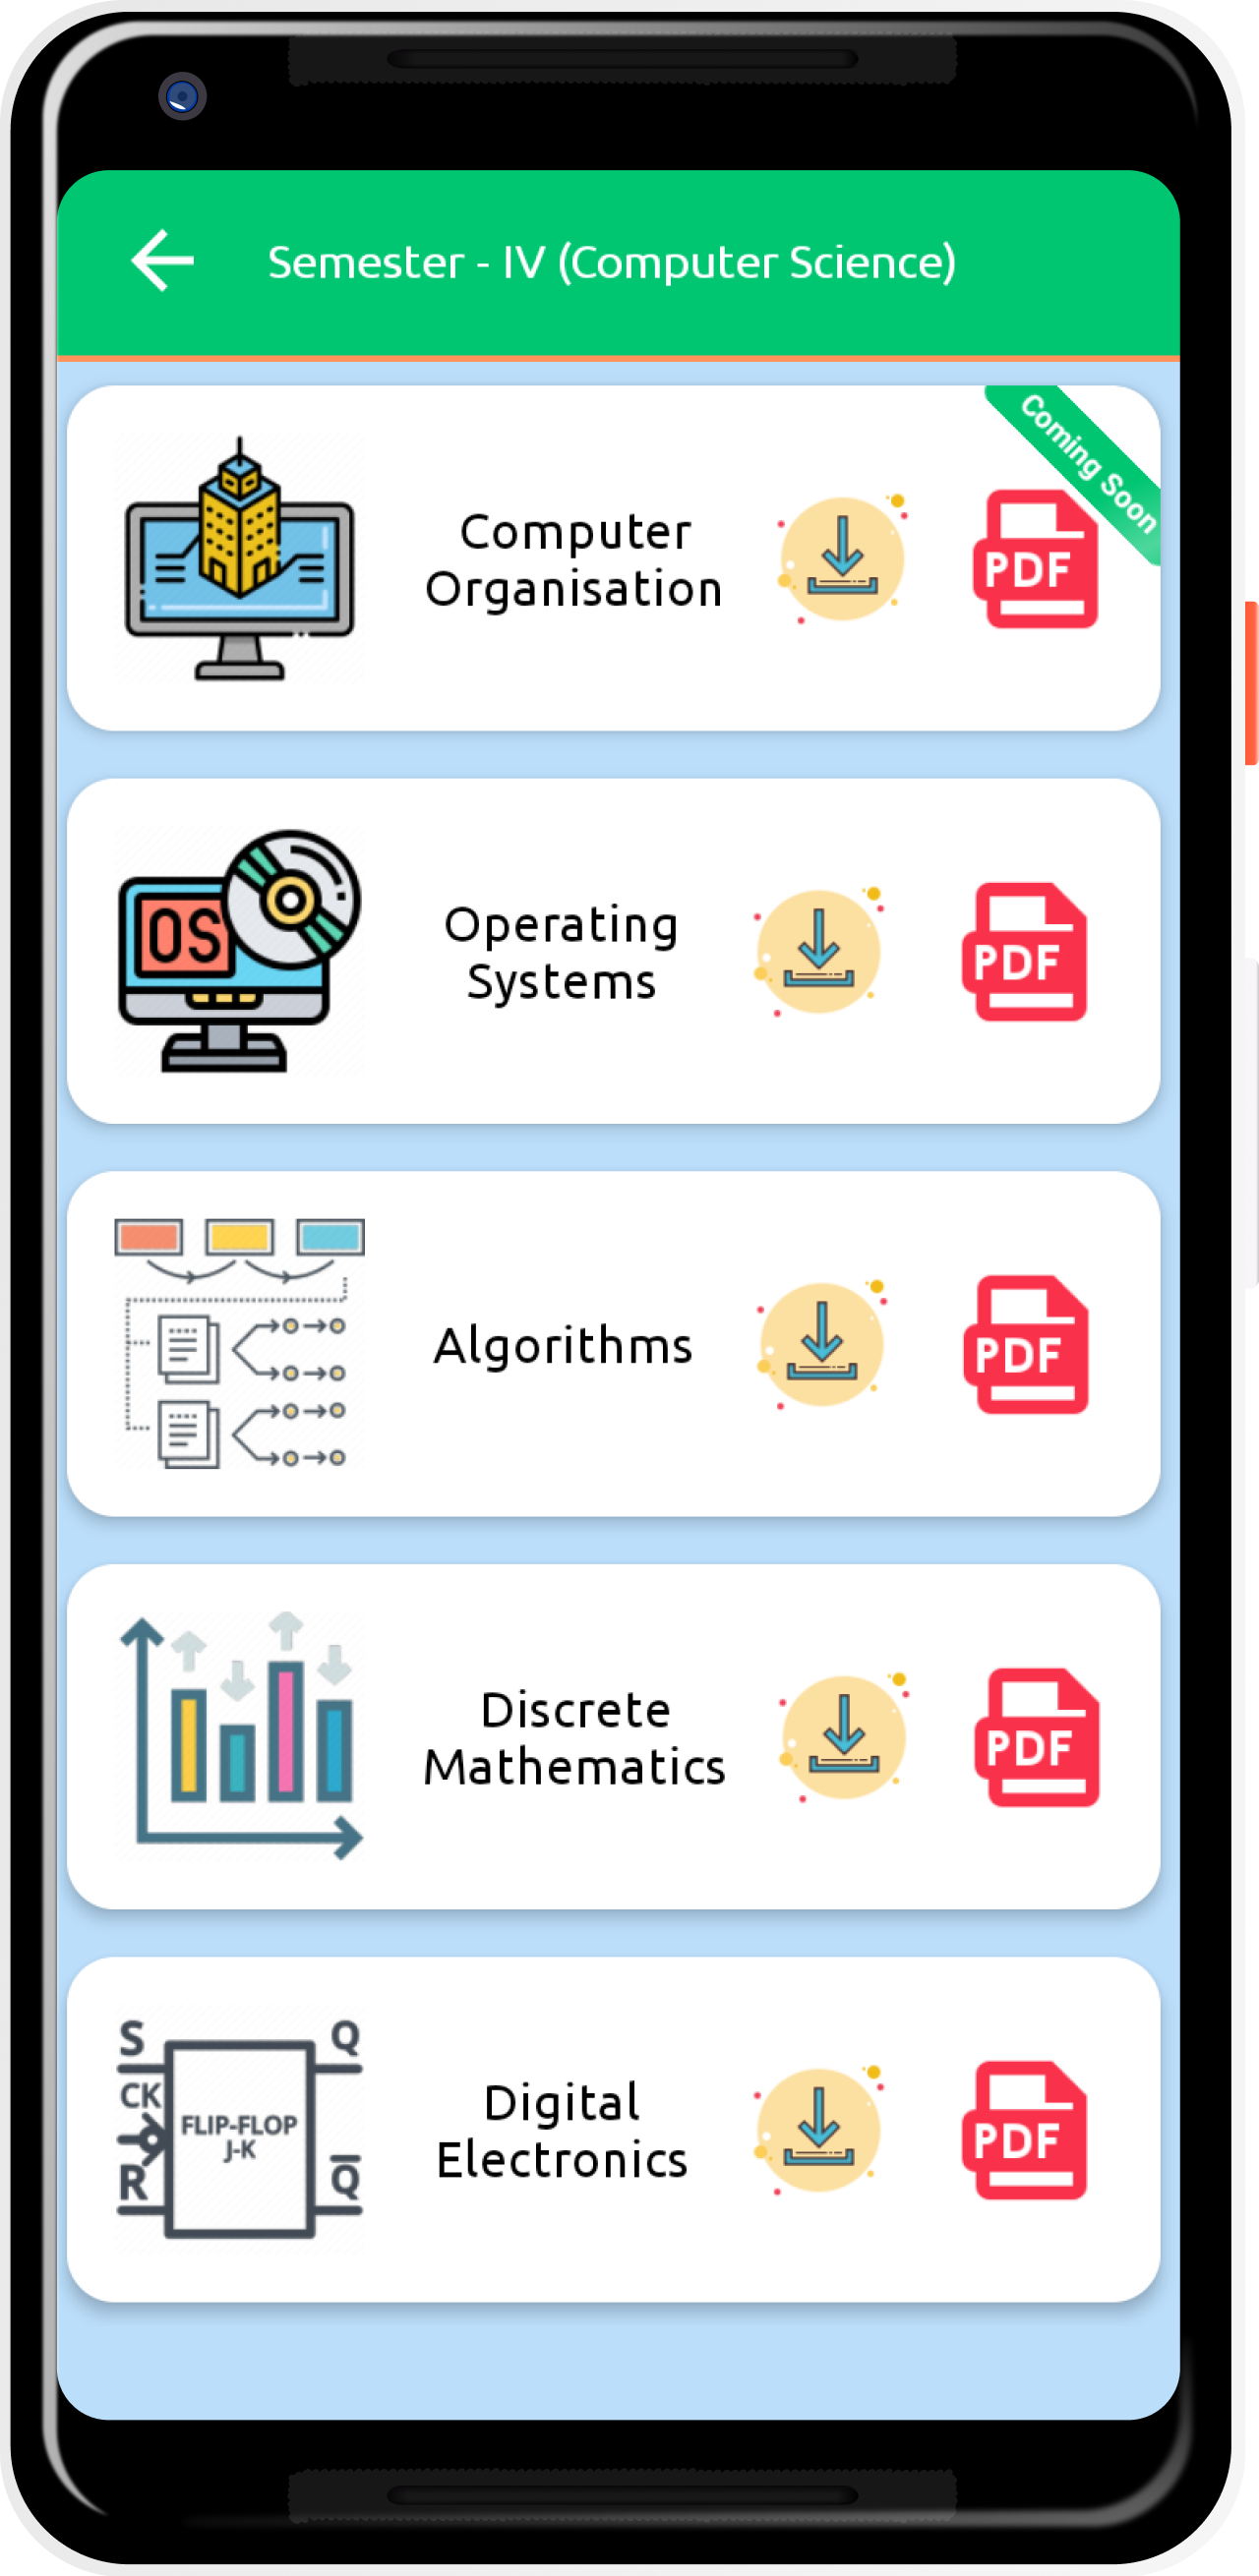 Semester - IV (Computer Science)
Coming Soon
Computer
Organisation
PDF
OS
Operating
Systems
PDF
Algorithms
PDF
Discrete
Mathematics
PDF
S
Q
CK
FLIP-FLOP
J-K
R
Q̅
Digital
Electronics
PDF